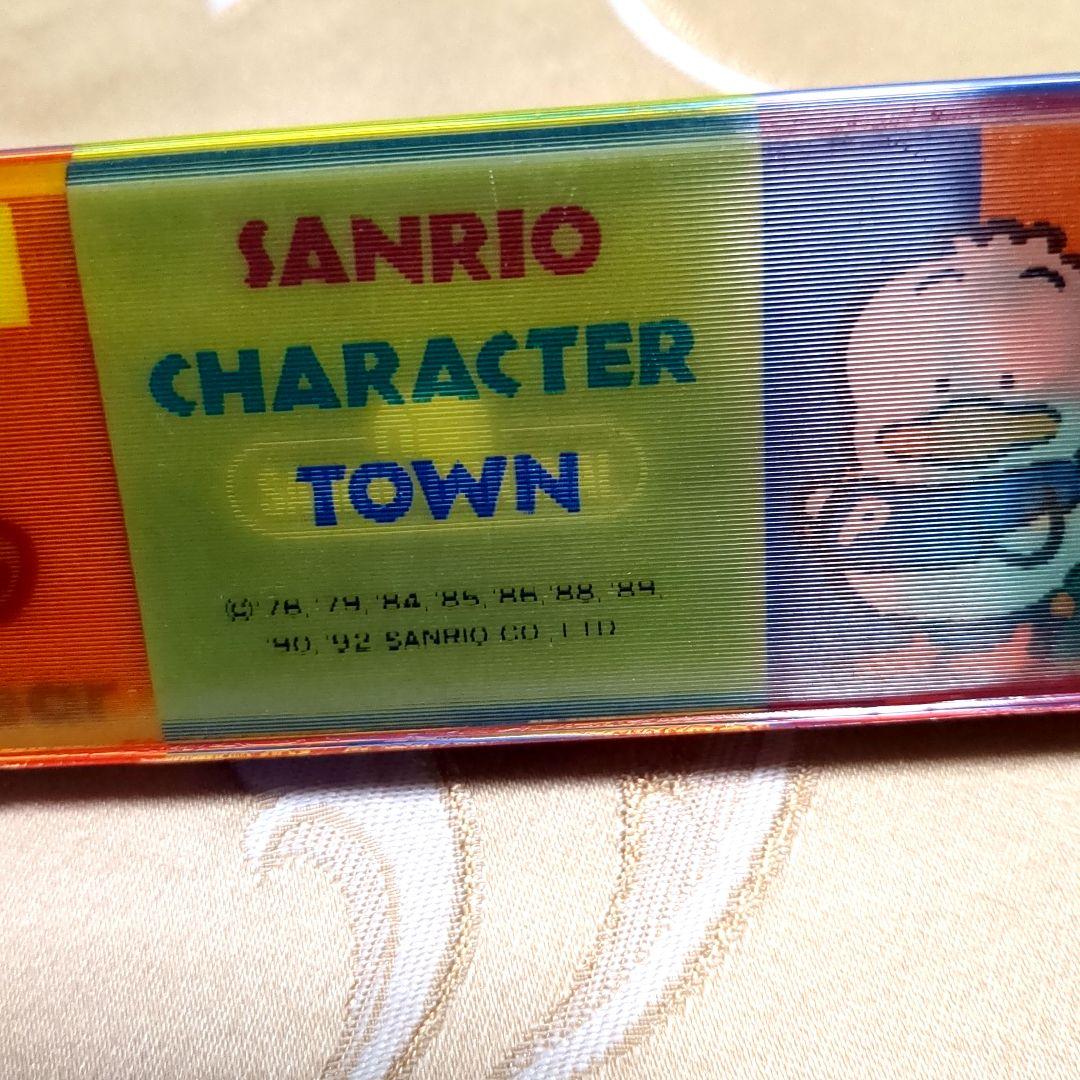 SANRIO
CHARACTER
TOWN
© '76, '79, '84, '85, '86, '88, '89,
'90, '92 SANRIO CO., LTD.